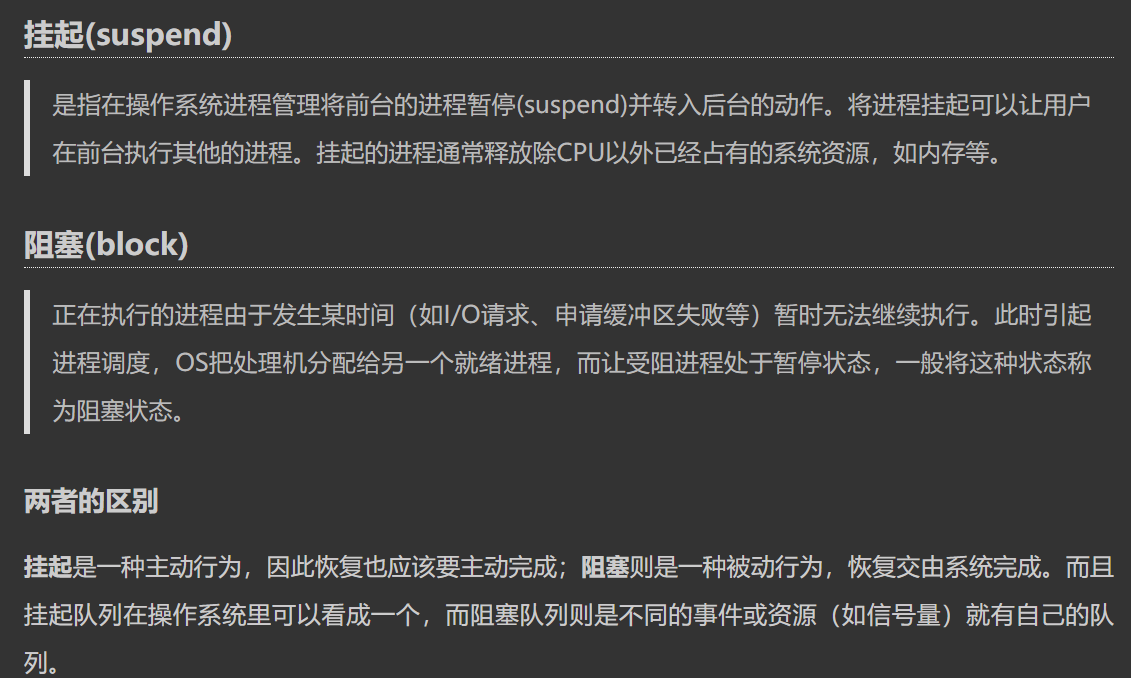 挂起(suspend)
是指在操作系统进程管理将前台的进程暂停(suspend)并转入后台的动作。将进程挂起可以让用户
在前台执行其他的进程。挂起的进程通常释放除CPU以外已经占有的系统资源，如内存等。
阻塞(block)
正在执行的进程由于发生某时间（如I/O请求、申请缓冲区失败等）暂时无法继续执行。此时引起
进程调度，OS把处理机分配给另一个就绪进程，而让受阻进程处于暂停状态，一般将这种状态称
为阻塞状态。
两者的区别
挂起是一种主动行为，因此恢复也应该要主动完成；阻塞则是一种被动行为，恢复交由系统完成。而且
挂起队列在操作系统里可以看成一个，而阻塞队列则是不同的事件或资源（如信号量）就有自己的队
列。